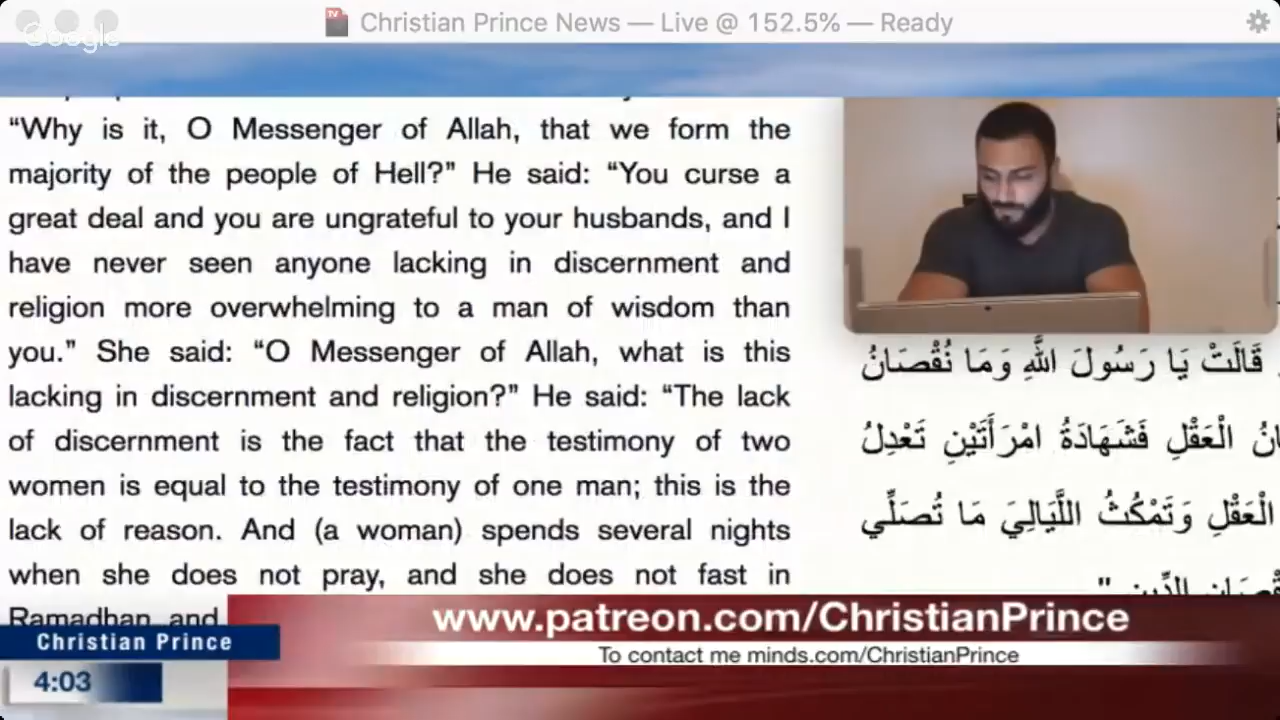 Christian Prince News — Live @ 152.5% — Ready
TV
Google
“Why is it, O Messenger of Allah, that we form the
majority of the people of Hell?” He said: “You curse a
great deal and you are ungrateful to your husbands, and I
have never seen anyone lacking in discernment and
religion more overwhelming to a man of wisdom than
you.” She said: “O Messenger of Allah, what is this
lacking in discernment and religion?” He said: “The lack
of discernment is the fact that the testimony of two
women is equal to the testimony of one man; this is the
lack of reason. And (a woman) spends several nights
when she does not pray, and she does not fast in
Ramadhan and
قَالَتْ يَا رَسُولَ اللَّهِ وَمَا نُقْصَانُ
الْعَقْلِ فَشَهَادَةُ امْرَأَتَيْنِ تَعْدِلُ
الْعَقْلِ وَتَمْكُثُ اللَّيَالِيَ مَا تُصَلِّي
الدِّينِ "
www.patreon.com/ChristianPrince
Christian Prince
To contact me minds.com/ChristianPrince
4:03